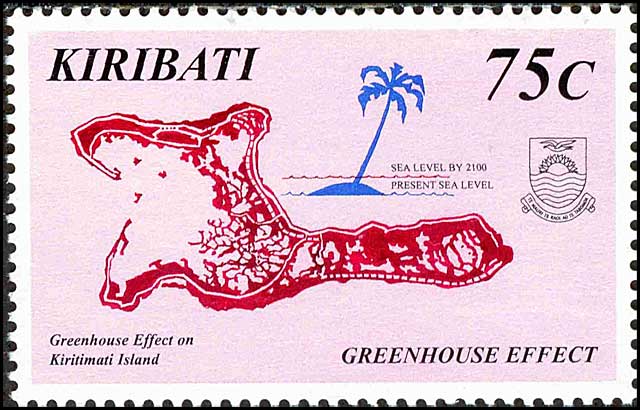 KIRIBATI
75c
SEA LEVEL BY 2100
PRESENT SEA LEVEL
Greenhouse Effect on
Kiritimati Island
GREENHOUSE EFFECT